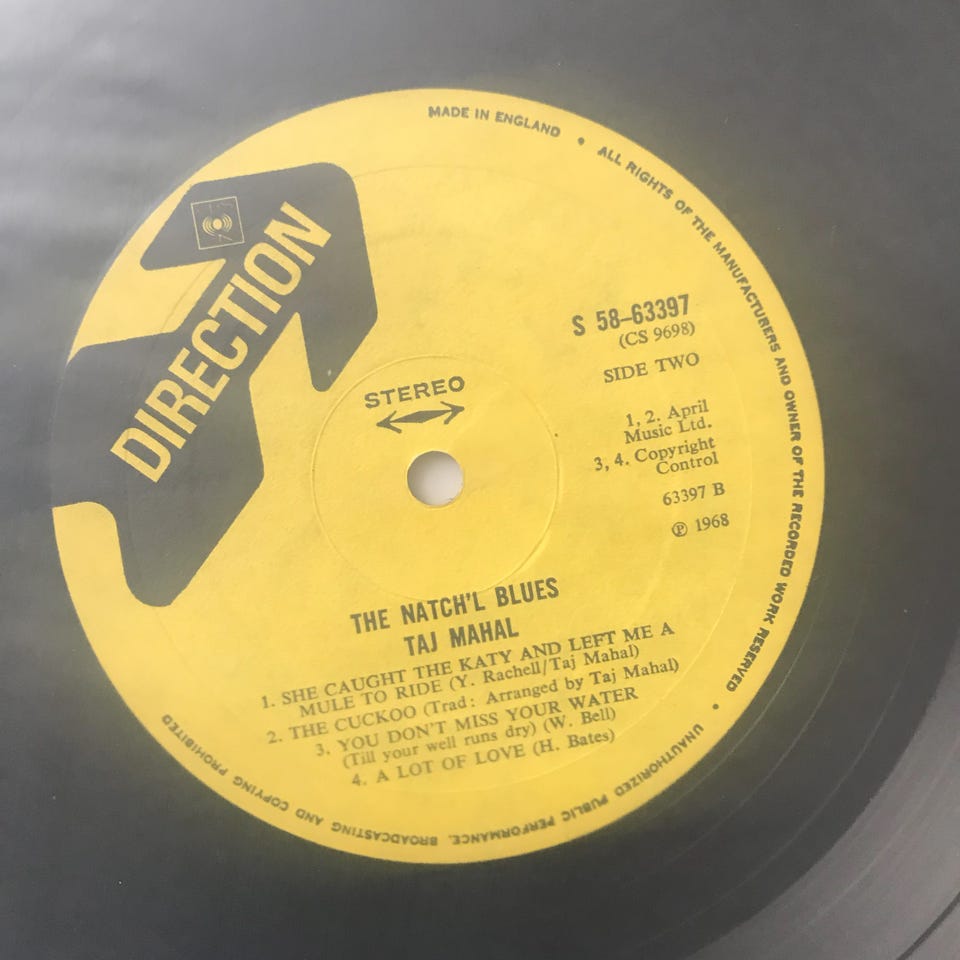 MADE IN ENGLAND • ALL RIGHTS OF THE MANUFACTURERS AND OWNER OF THE RECORDED WORK RESERVED • UNAUTHORIZED PUBLIC PERFORMANCE, BROADCASTING AND COPYING PROHIBITED
DIRECTION
S 58-63397
(CS 9698)
SIDE TWO
STEREO
1, 2. April
Music Ltd.
3, 4. Copyright
Control
63397 B
℗ 1968
THE NATCH'L BLUES
TAJ MAHAL
1. SHE CAUGHT THE KATY AND LEFT ME A
MULE TO RIDE (Y. Rachell/Taj Mahal)
2. THE CUCKOO (Trad: Arranged by Taj Mahal)
3. YOU DON'T MISS YOUR WATER
(Till your well runs dry) (W. Bell)
4. A LOT OF LOVE (H. Bates)